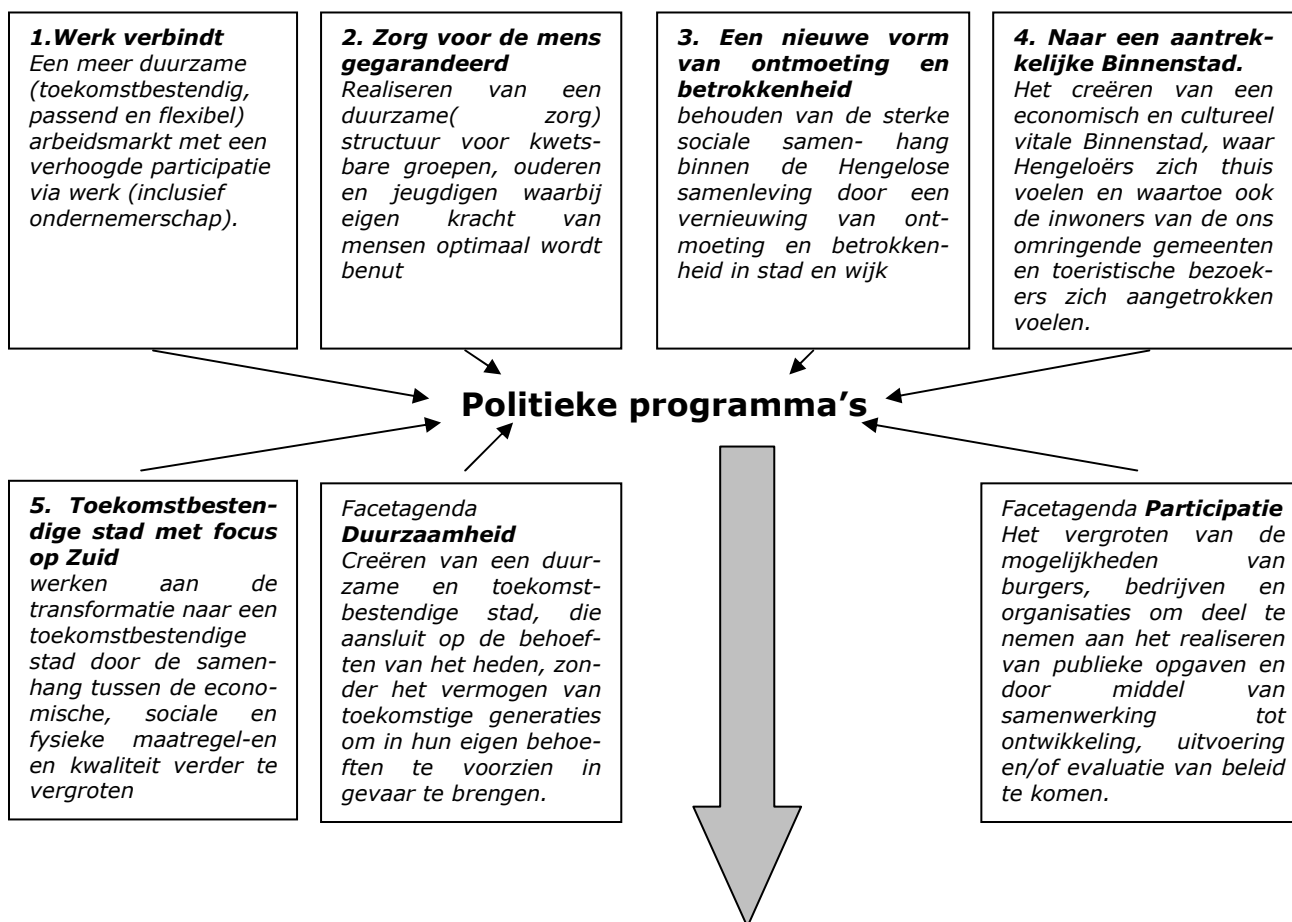 1.Werk verbindt
Een meer duurzame
(toekomstbestendig,
passend en flexibel)
arbeidsmarkt met een
verhoogde participatie
via werk (inclusief
ondernemerschap).
2. Zorg voor de mens
gegarandeerd
Realiseren van een
duurzame( zorg)
structuur voor kwets-
bare groepen, ouderen
en jeugdigen waarbij
eigen kracht van
mensen optimaal wordt
benut
3. Een nieuwe vorm
van ontmoeting en
betrokkenheid
behouden van de sterke
sociale samen- hang
binnen de Hengelose
samenleving door een
vernieuwing van ont-
moeting en betrokken-
heid in stad en wijk
4. Naar een aantrek-
kelijke Binnenstad.
Het creëren van een
economisch en cultureel
vitale Binnenstad, waar
Hengeloërs zich thuis
voelen en waartoe ook
de inwoners van de ons
omringende gemeenten
en toeristische bezoek-
ers zich aangetrokken
voelen.
Politieke programma's
5. Toekomstbesten-
dige stad met focus
op Zuid
werken aan de
transformatie naar een
toekomstbestendige
stad door de samen-
hang tussen de econo-
mische, sociale en
fysieke maatregel-en
en kwaliteit verder te
vergroten
Facetagenda
Duurzaamheid
Creëren van een duur-
zame en toekomst-
bestendige stad, die
aansluit op de behoef-
ten van het heden, zon-
der het vermogen van
toekomstige generaties
om in hun eigen behoe-
ften te voorzien in
gevaar te brengen.
Facetagenda Participatie
Het vergroten van de
mogelijkheden van
burgers, bedrijven en
organisaties om deel te
nemen aan het realiseren
van publieke opgaven en
door middel van
samenwerking tot
ontwikkeling, uitvoering
en/of evaluatie van beleid
te komen.